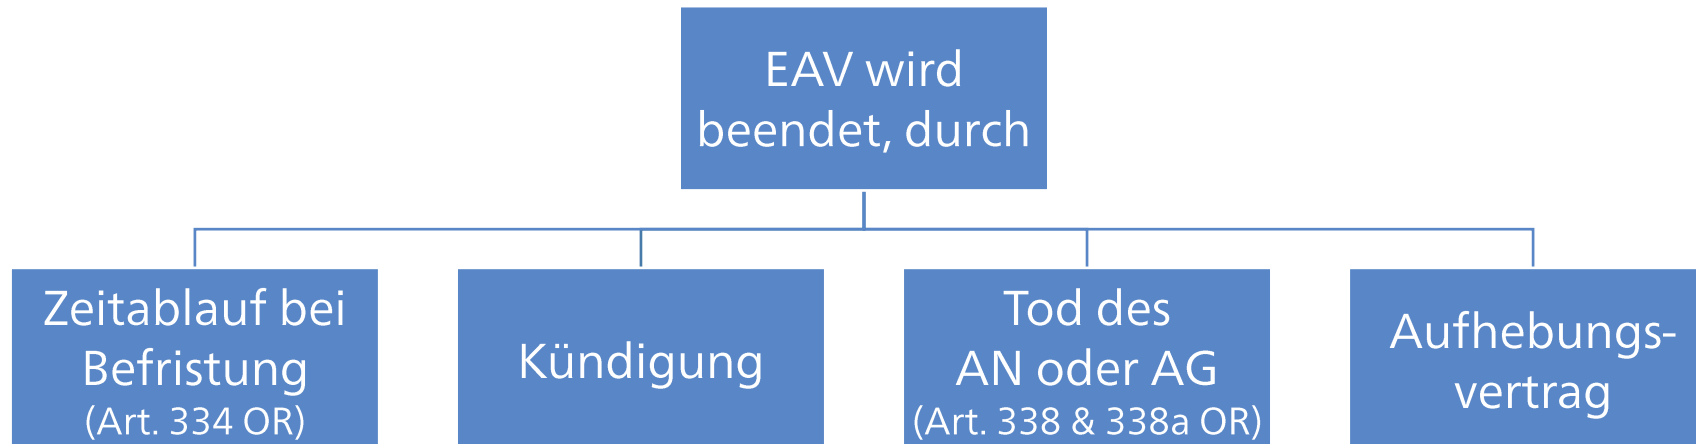 EAV wird
beendet, durch
Zeitablauf bei
Befristung
(Art. 334 OR)
Kündigung
Tod des
AN oder AG
(Art. 338 & 338a OR)
Aufhebungs-
vertrag